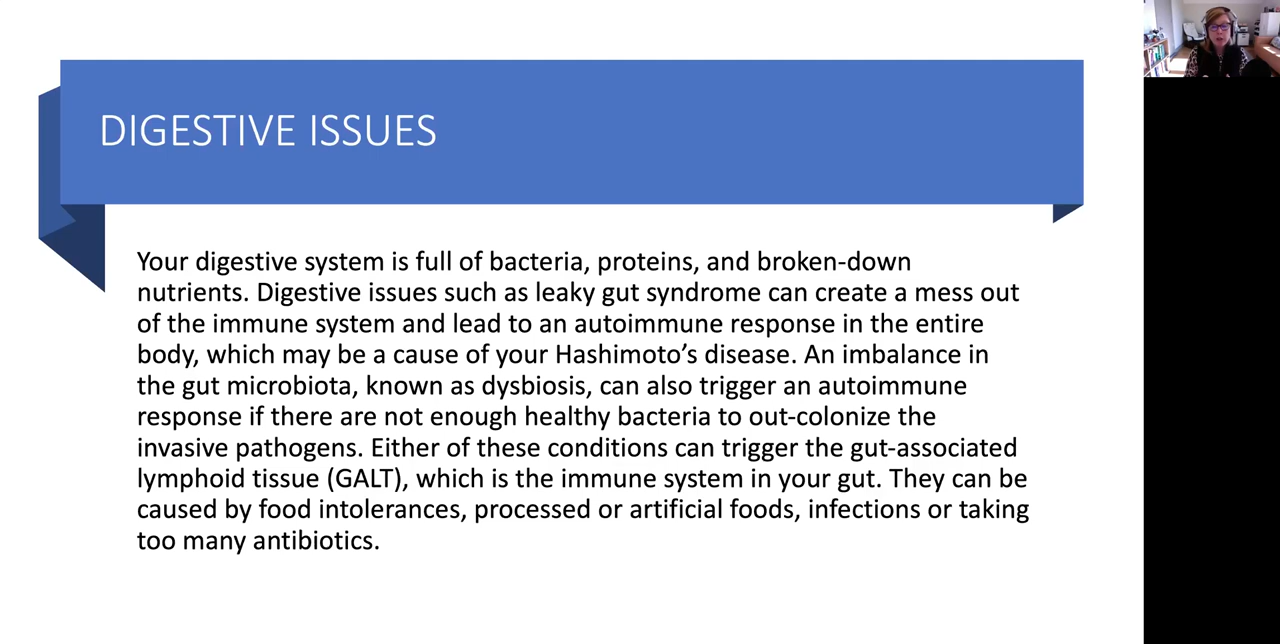 DIGESTIVE ISSUES
Your digestive system is full of bacteria, proteins, and broken-down
nutrients. Digestive issues such as leaky gut syndrome can create a mess out
of the immune system and lead to an autoimmune response in the entire
body, which may be a cause of your Hashimoto’s disease. An imbalance in
the gut microbiota, known as dysbiosis, can also trigger an autoimmune
response if there are not enough healthy bacteria to out-colonize the
invasive pathogens. Either of these conditions can trigger the gut-associated
lymphoid tissue (GALT), which is the immune system in your gut. They can be
caused by food intolerances, processed or artificial foods, infections or taking
too many antibiotics.